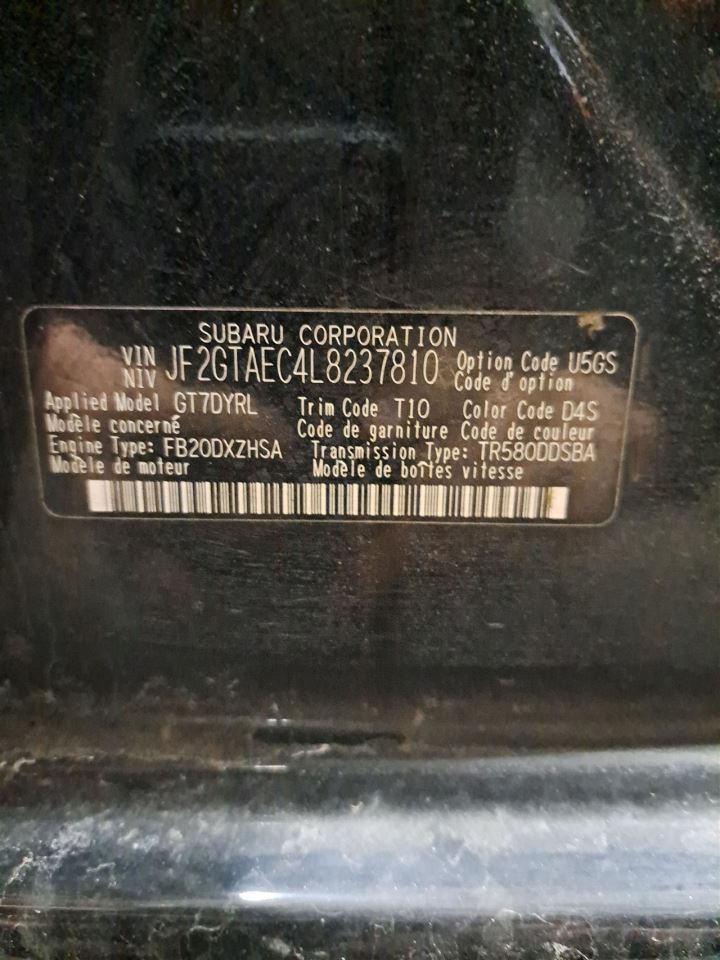 SUBARU CORPORATION
VIN NIV JF2GTAEC4L8237810 Option Code U5GS
Code d'option
Applied Model GT7DYRL Trim Code T10 Color Code D4S
Modèle concerné Code de garniture Code de couleur
Engine Type: FB20DXZHSA Transmission Type: TR580DDSBA
Modèle de moteur Modèle de boîtes vitesse